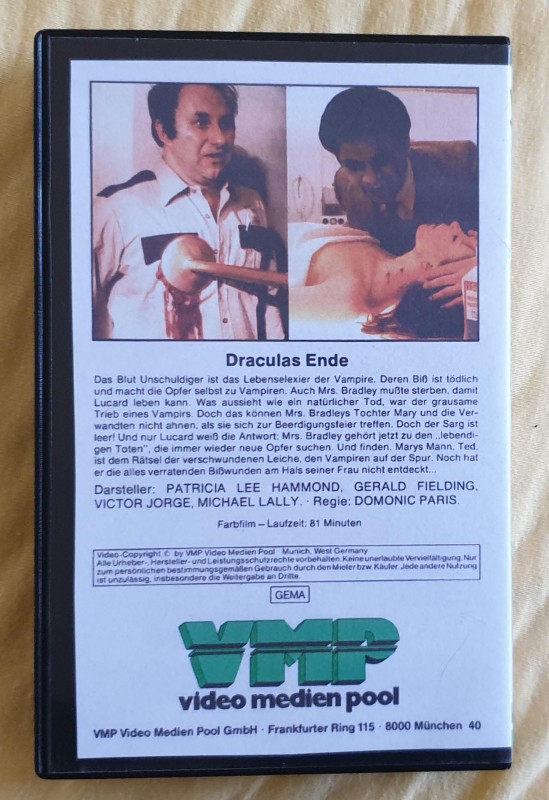 Draculas Ende
Das Blut Unschuldiger ist das Lebenselexier der Vampire. Deren Biß ist tödlich
und macht die Opfer selbst zu Vampiren. Auch Mrs. Bradley mußte sterben, damit
Lucard leben kann. Was aussieht wie ein natürlicher Tod, war der grausame
Trieb eines Vampirs. Doch das können Mrs. Bradleys Tochter Mary und die Ver-
wandten nicht ahnen, als sie sich zur Beerdigungsfeier treffen. Doch der Sarg ist
leer! Und nur Lucard weiß die Antwort: Mrs. Bradley gehört jetzt zu den „lebendi-
gen Toten", die immer wieder neue Opfer suchen. Und finden. Marys Mann, Ted,
ist dem Rätsel der verschwundenen Leiche, den Vampiren auf der Spur. Noch hat
er die alles verratenden Bißwunden am Hals seiner Frau nicht entdeckt...
Darsteller: PATRICIA LEE HAMMOND, GERALD FIELDING,
VICTOR JORGE, MICHAEL LALLY. · Regie: DOMONIC PARIS.
Farbfilm – Laufzeit: 81 Minuten
Video-Copyright © by VMP Video Medien Pool Munich, West Germany
Alle Urheber-, Hersteller- und Leistungsschutzrechte vorbehalten. Keine unerlaubte Vervielfältigung. Nur
zum persönlichen bestimmungsgemäßen Gebrauch durch den Mieter bzw. Käufer. Jede andere Nutzung
ist unzulässig, insbesondere die Weitergabe an Dritte.
GEMA
VMP
video medien pool
VMP Video Medien Pool GmbH · Frankfurter Ring 115 · 8000 München 40